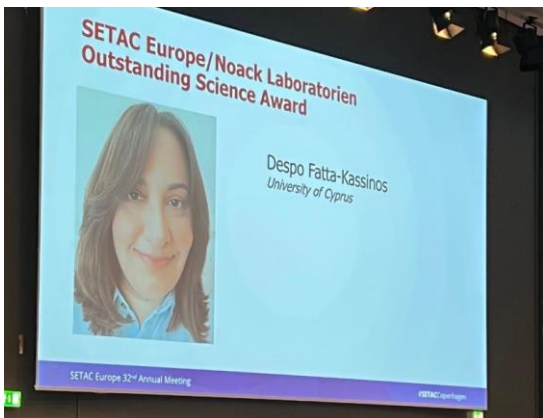 SETAC Europe/Noack Laboratorien
Outstanding Science Award
Despo Fatta-Kassinos
University of Cyprus
SETAC Europe 32nd Annual Meeting
#SETACCopenhagen